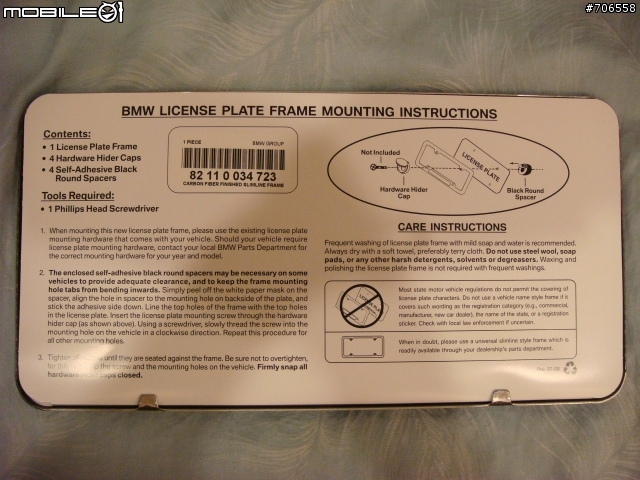 MOBILE01
#706558
BMW LICENSE PLATE FRAME MOUNTING INSTRUCTIONS
Contents:
• 1 License Plate Frame
• 4 Hardware Hider Caps
• 4 Self-Adhesive Black
Round Spacers
Tools Required:
• 1 Phillips Head Screwdriver
1 PIECE
BMW GROUP
82 11 0 034 723
CARBON FIBER FINISHED SLIMLINE FRAME
Not Included
Hardware Hider
Cap
LICENSE PLATE
Black Round
Spacer
1. When mounting this new license plate frame, please use the existing license plate
mounting hardware that comes with your vehicle. Should your vehicle require
license plate mounting hardware, contact your local BMW Parts Department for
the correct mounting hardware for your year and model.
2. The enclosed self-adhesive black round spacers may be necessary on some
vehicles to provide adequate clearance, and to keep the frame mounting
hole tabs from bending inwards. Simply peel off the white paper mask on the
spacer, align the hole in spacer to the mounting hole on backside of the plate, and
stick the adhesive side down. Line the top holes of the frame with the top holes
in the license plate. Insert the license plate mounting screw through the hardware
hider cap (as shown above). Using a screwdriver, slowly thread the screw into the
mounting hole on the vehicle in a clockwise direction. Repeat this procedure for
all other mounting holes.
3. Tighten until they are seated against the frame. Be sure not to overtighten,
for the screw and the mounting holes on the vehicle. Firmly snap all
hardware caps closed.
CARE INSTRUCTIONS
Frequent washing of license plate frame with mild soap and water is recommended.
Always dry with a soft towel, preferably terry cloth. Do not use steel wool, soap
pads, or any other harsh detergents, solvents or degreasers. Waxing and
polishing the license plate frame is not required with frequent washings.
Most state motor vehicle regulations do not permit the covering of
license plate characters. Do not use a vehicle name style frame if it
covers such wording as the registration category (e.g., commercial,
manufacturer, new car dealer), the name of the state, or a registration
sticker. Check with local law enforcement if uncertain.
When in doubt, please use a universal slimline style frame which is
readily available through your dealership's parts department.